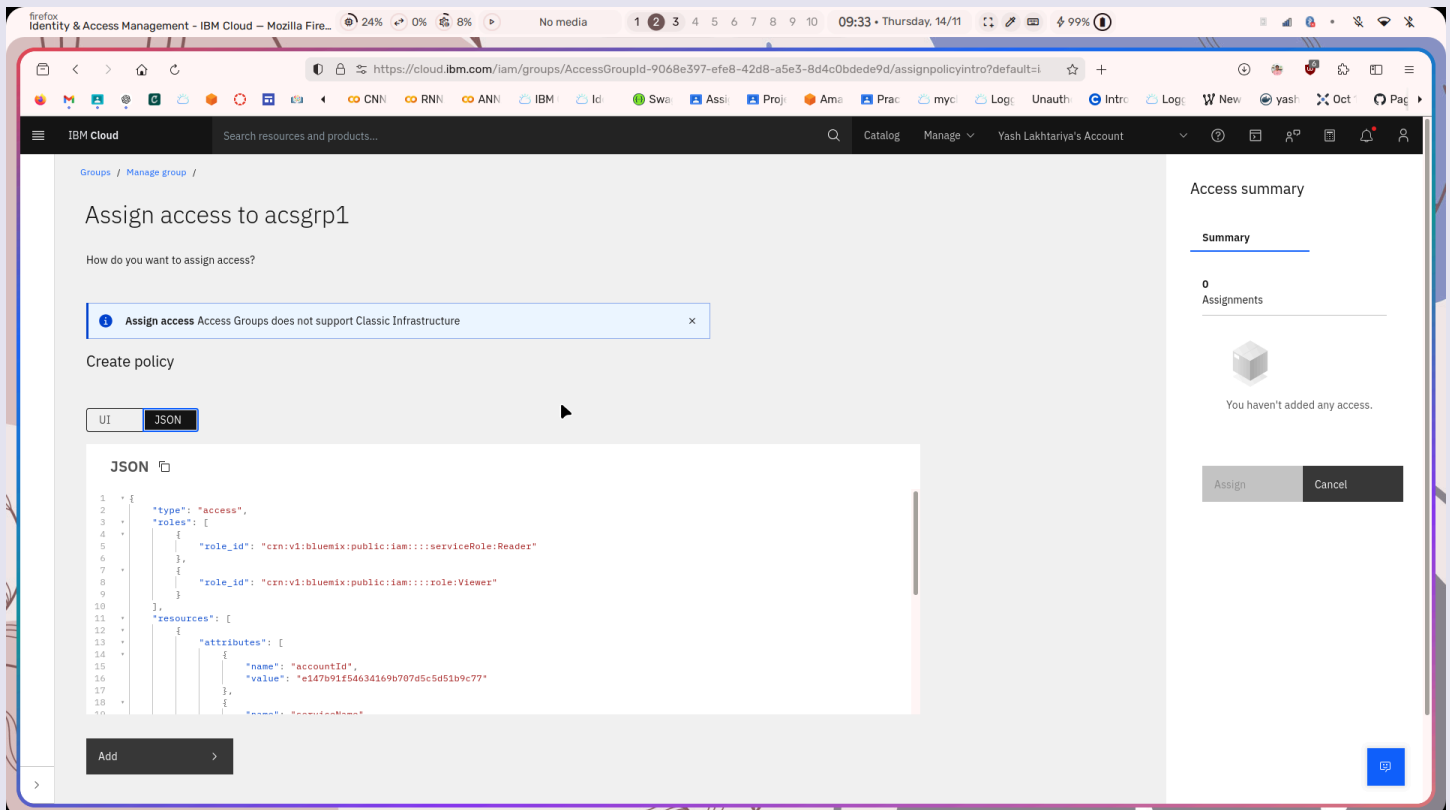 firefox
Identity & Access Management - IBM Cloud — Mozilla Fire...
24%
0%
8%
No media
1 2 3 4 5 6 7 8 9 10
09:33 • Thursday, 14/11
99%
https://cloud.ibm.com/iam/groups/AccessGroupId-9068e397-efe8-42d8-a5e3-8d4c0bdede9d/assignpolicyintro?default=i
CNN
RNN
ANN
IBM
Id
Swa
Assi
Proj
Ama
Prac
myc
Log
Unauth
Intro
Log
New
yash
Oct
Pag
IBM Cloud
Search resources and products...
Catalog
Manage
Yash Lakhtariya's Account
Groups / Manage group /
Assign access to acsgrp1
How do you want to assign access?
Assign access Access Groups does not support Classic Infrastructure
Create policy
UI
JSON
JSON
1 {
2 "type": "access",
3 "roles": [
4 {
5 "role_id": "crn:v1:bluemix:public:iam::::serviceRole:Reader"
6 },
7 {
8 "role_id": "crn:v1:bluemix:public:iam::::role:Viewer"
9 }
10 ],
11 "resources": [
12 {
13 "attributes": [
14 {
15 "name": "accountId",
16 "value": "e147b91f54634169b707d5c5d51b9c77"
17 },
18 {
19 "name": "serviceName",
Add
Access summary
Summary
0
Assignments
You haven't added any access.
Assign
Cancel